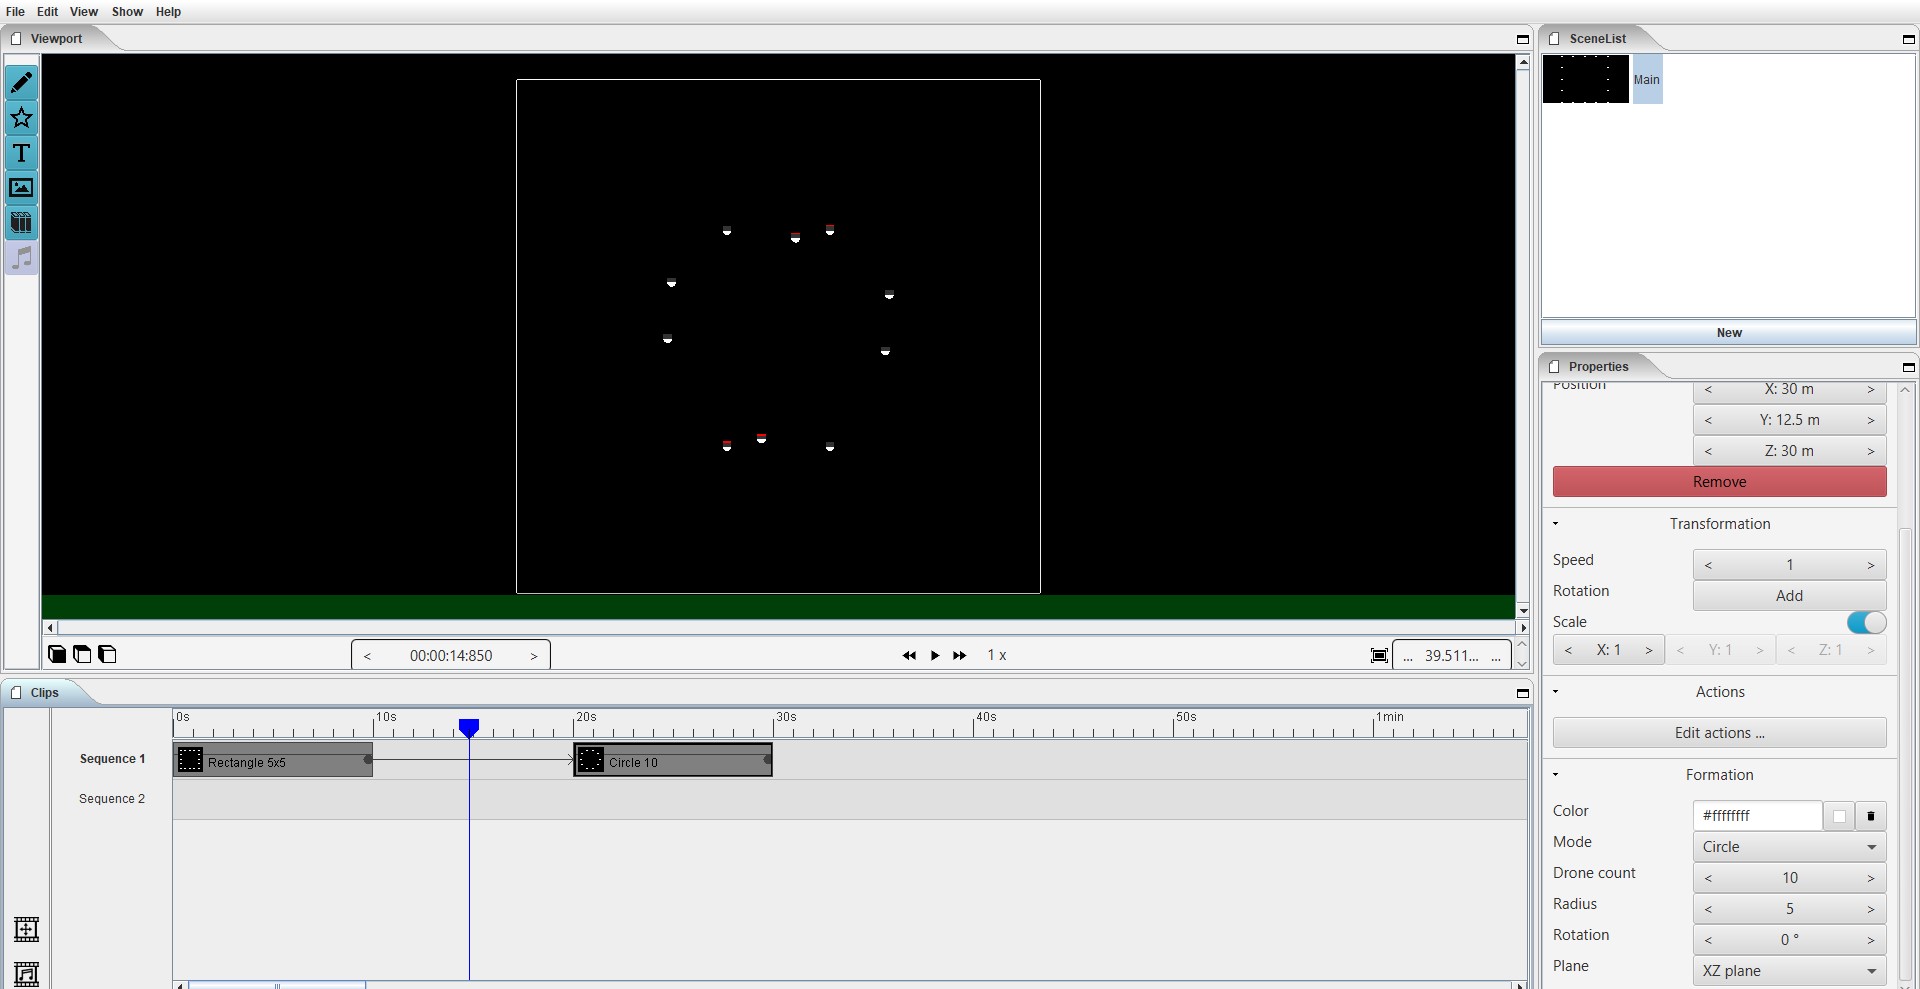 File Edit View Show Help
Viewport
SceneList
Main
New
Properties
Position
< X: 30 m >
< Y: 12.5 m >
< Z: 30 m >
Remove
Transformation
Speed < 1 >
Rotation Add
Scale
< X: 1 > < Y: 1 > < Z: 1 >
Actions
Edit actions ...
Formation
Color #ffffffff
Mode Circle
Drone count < 10 >
Radius < 5 >
Rotation < 0 ° >
Plane XZ plane
T
< 00:00:14:850 >
1 x
... 39.511... ...
Clips
0s 10s 20s 30s 40s 50s 1min
Sequence 1
Rectangle 5x5
Circle 10
Sequence 2